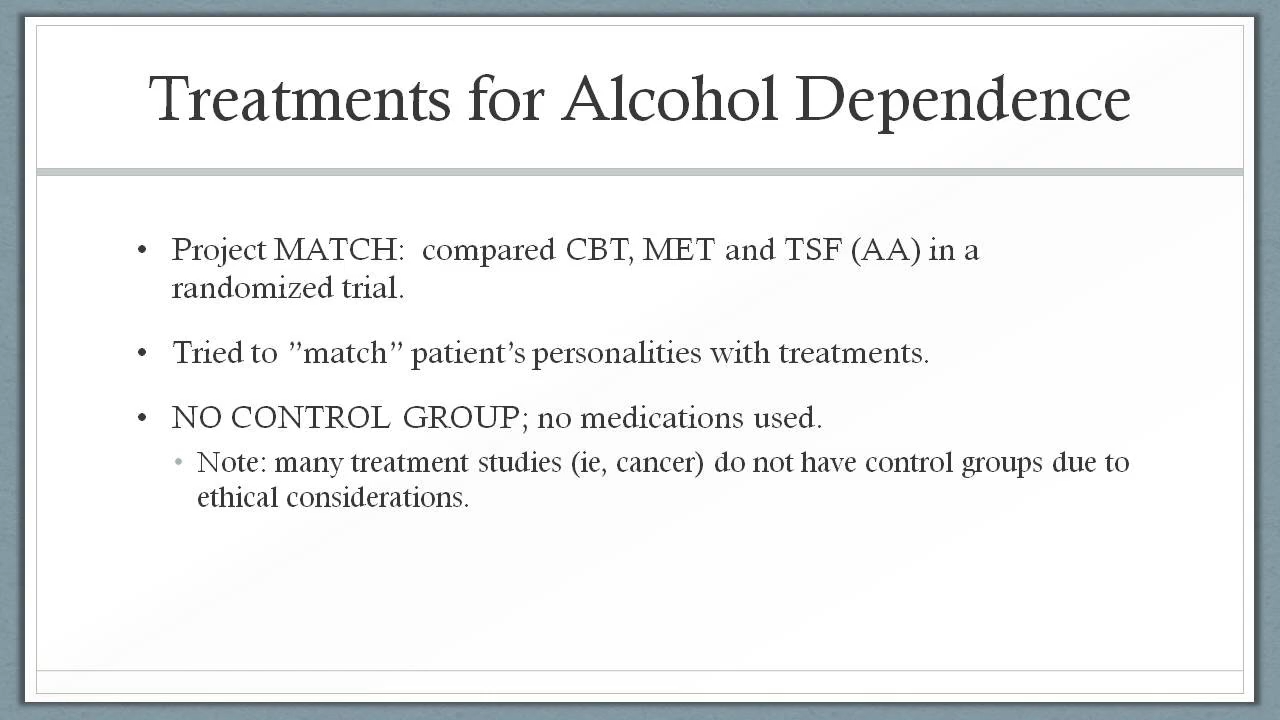 Treatments for Alcohol Dependence
• Project MATCH:  compared CBT, MET and TSF (AA) in a
randomized trial.
• Tried to ”match” patient’s personalities with treatments.
• NO CONTROL GROUP; no medications used.
• Note: many treatment studies (ie, cancer) do not have control groups due to
ethical considerations.